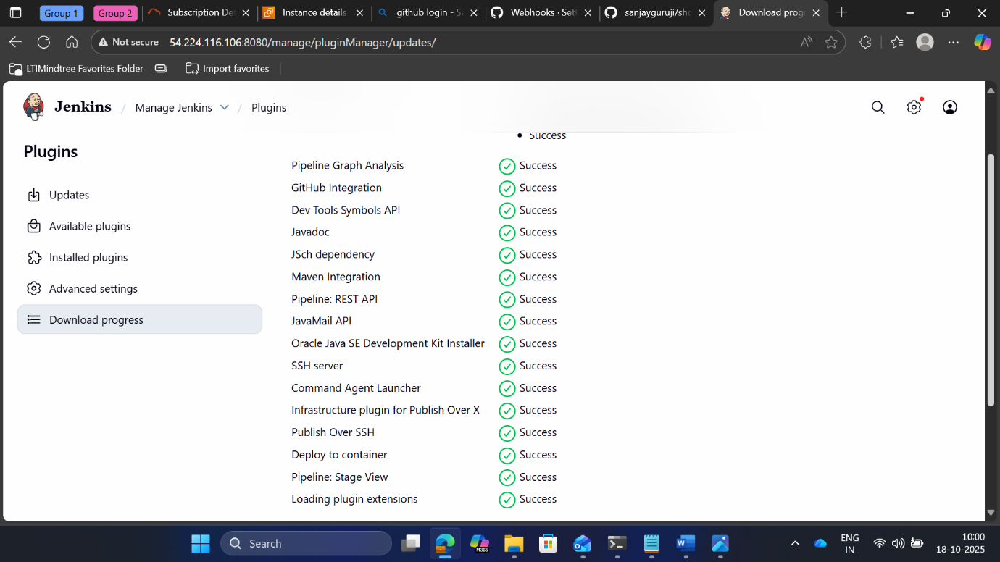 Group 1
Group 2
Subscription De
Instance details
github login - S
Webhooks · Sett
sanjayguruji/sho
Download prog
Not secure
54.224.116.106:8080/manage/pluginManager/updates/
LTIMindtree Favorites Folder
Import favorites
Jenkins / Manage Jenkins / Plugins
Plugins
Updates
Available plugins
Installed plugins
Advanced settings
Download progress
• Success
Pipeline Graph Analysis Success
GitHub Integration Success
Dev Tools Symbols API Success
Javadoc Success
JSch dependency Success
Maven Integration Success
Pipeline: REST API Success
JavaMail API Success
Oracle Java SE Development Kit Installer Success
SSH server Success
Command Agent Launcher Success
Infrastructure plugin for Publish Over X Success
Publish Over SSH Success
Deploy to container Success
Pipeline: Stage View Success
Loading plugin extensions Success
Search
M365
ENG
IN
10:00
18-10-2025